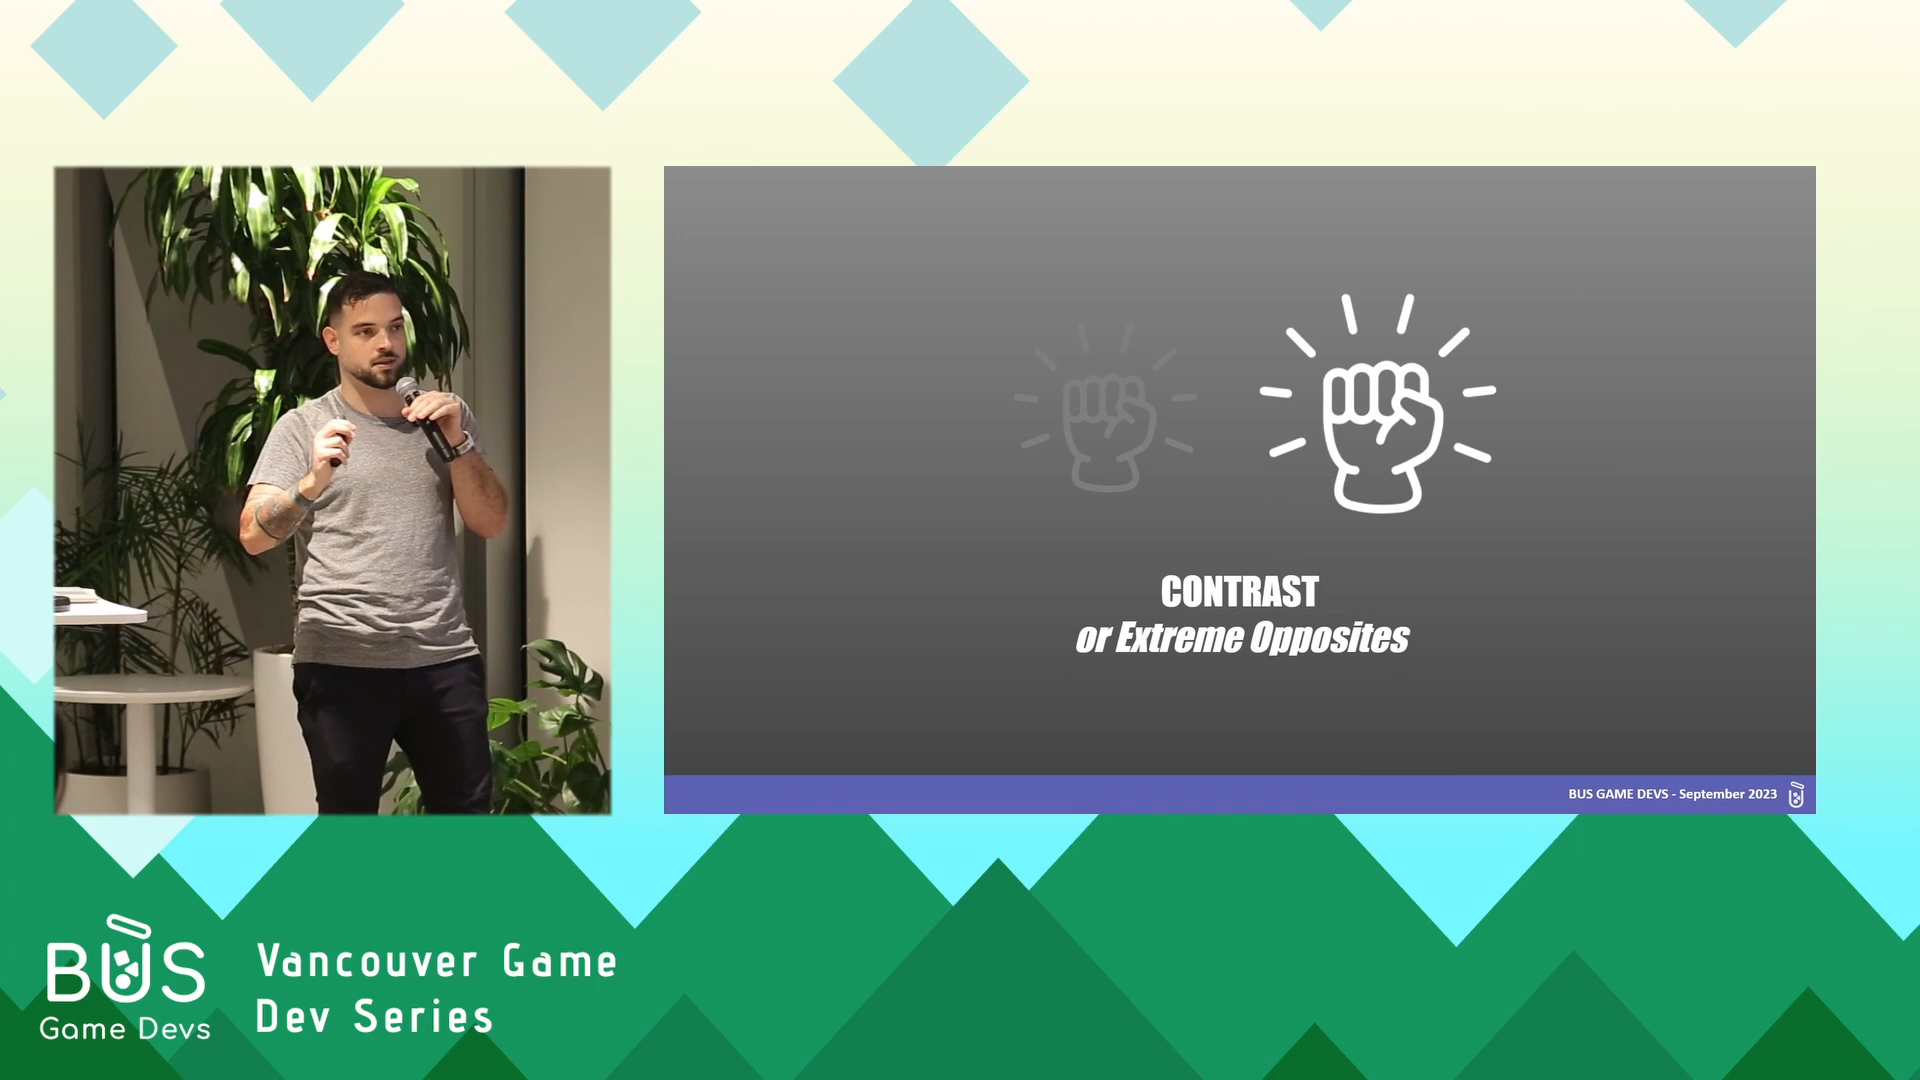 CONTRAST
or Extreme Opposites
BUS GAME DEVS - September 2023
BUS
Game Devs
Vancouver Game
Dev Series